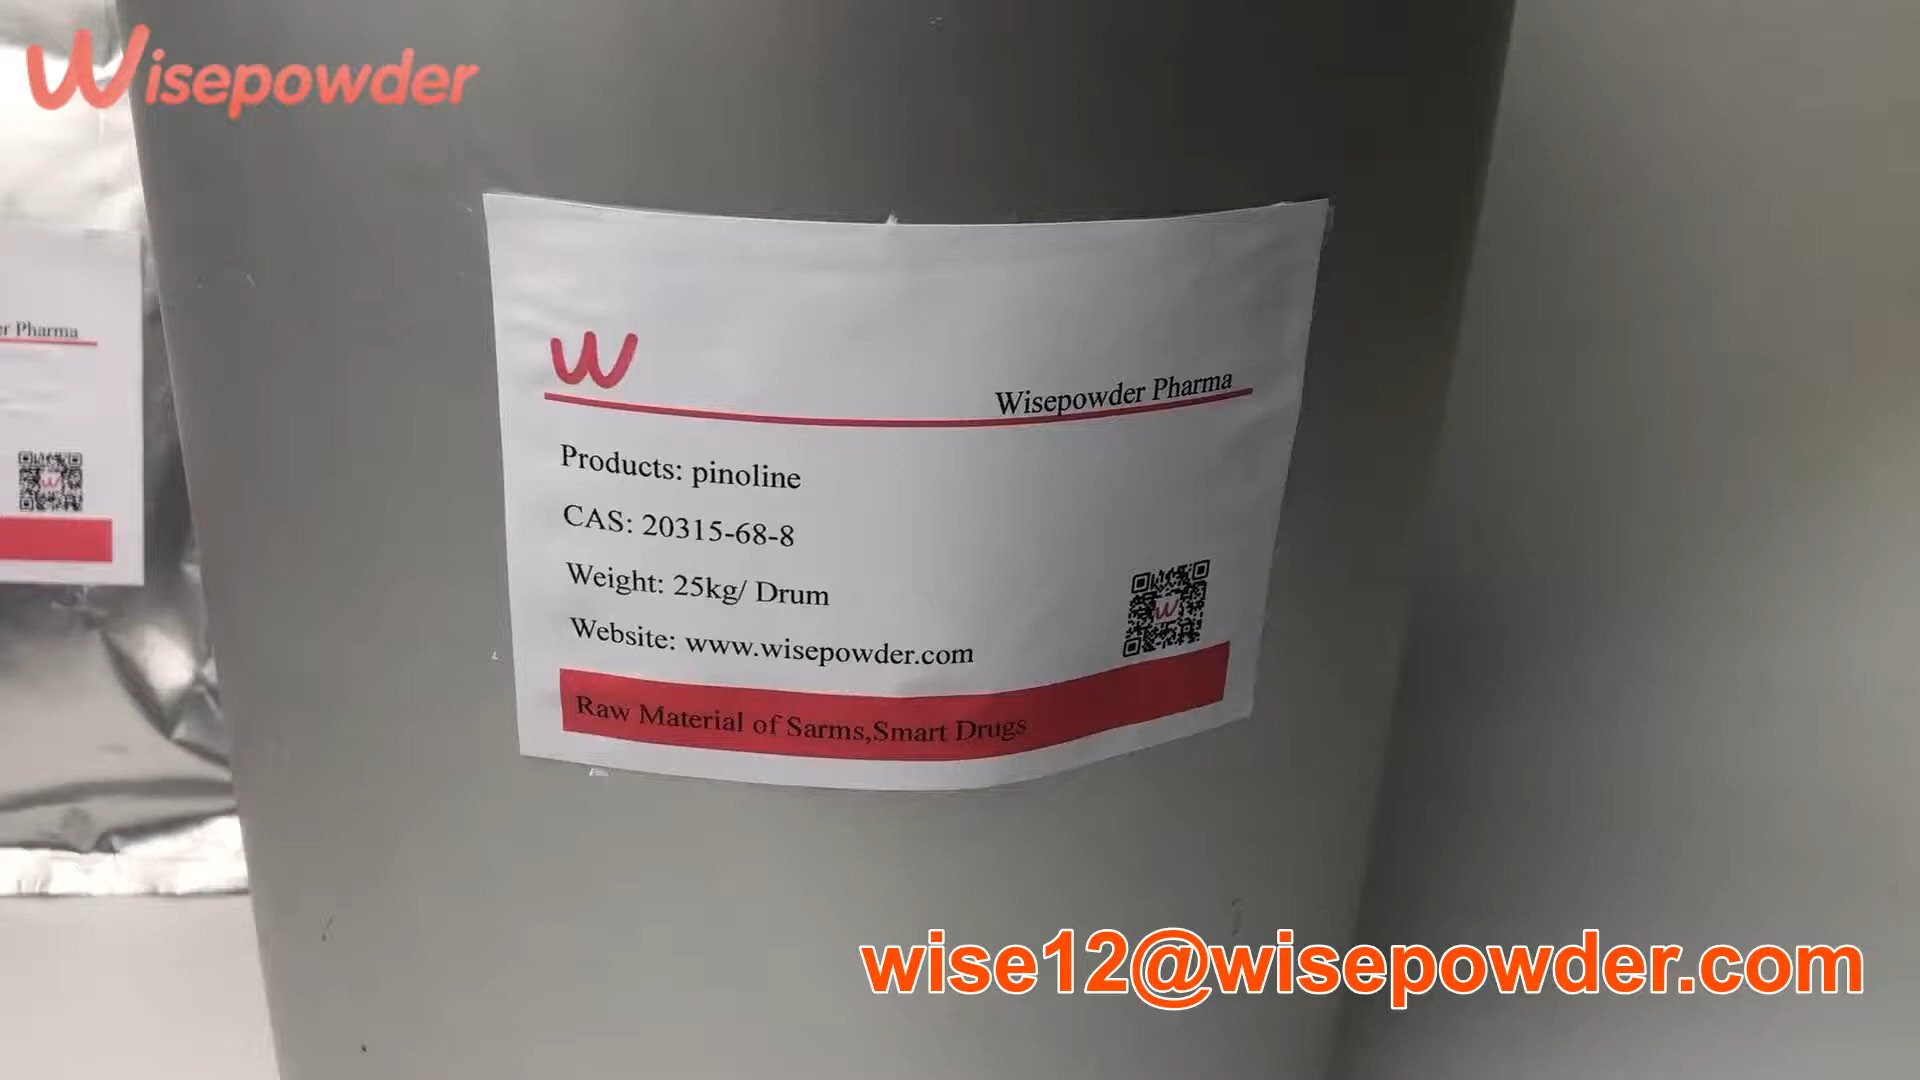 Wisepowder
er Pharma
W
Wisepowder Pharma
Products: pinoline
CAS: 20315-68-8
Weight: 25kg/ Drum
Website: www.wisepowder.com
W
W
Raw Material of Sarms,Smart Drugs
wise12@wisepowder.com